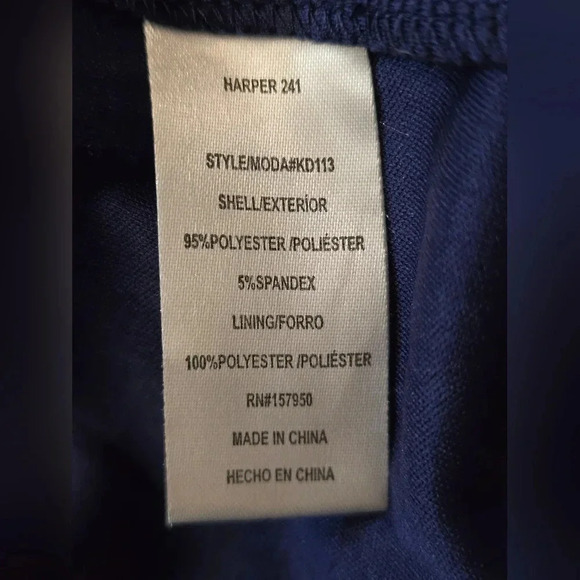 HARPER 241
STYLE/MODA#KD113
SHELL/EXTERÍOR
95%POLYESTER /POLIÉSTER
5%SPANDEX
LINING/FORRO
100%POLYESTER /POLIÉSTER
RN#157950
MADE IN CHINA
HECHO EN CHINA